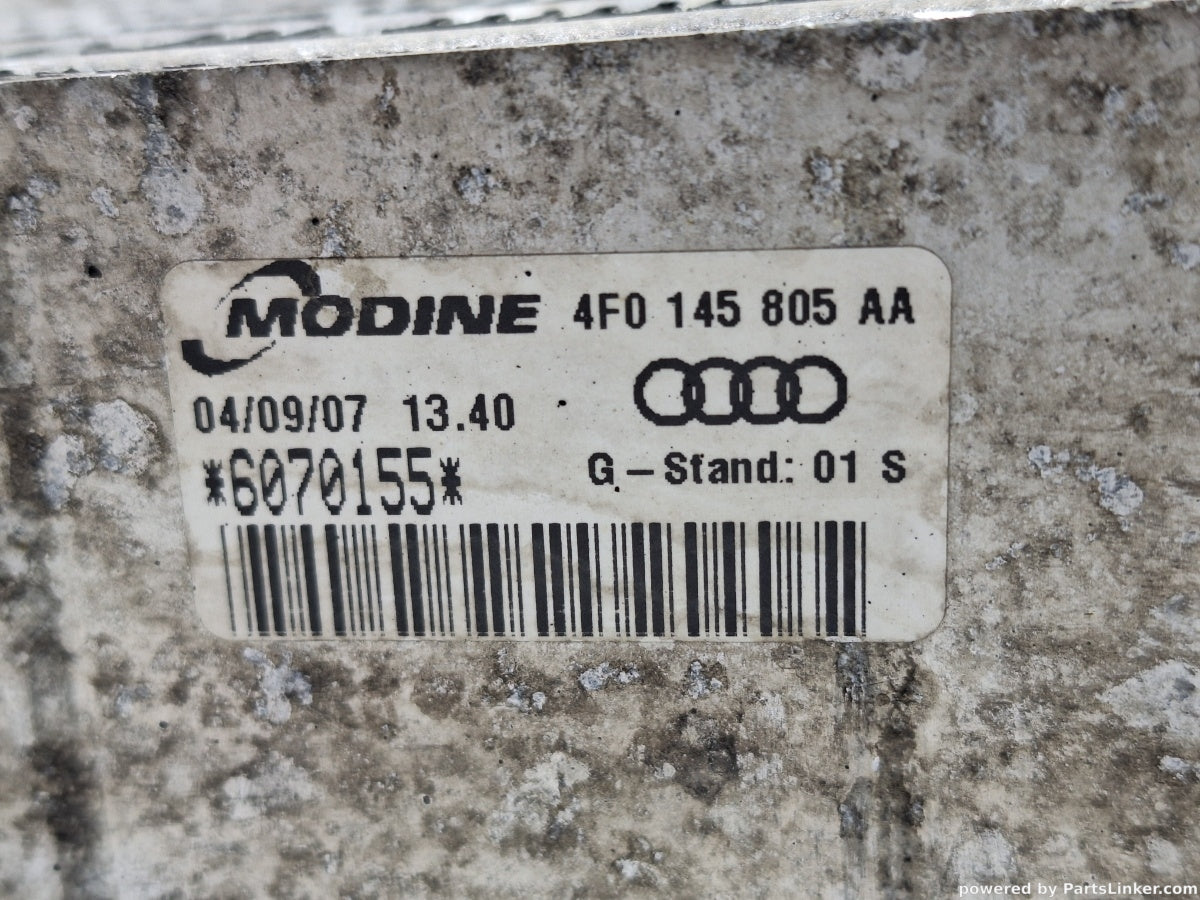 MODINE 4F0 145 805 AA
04/09/07 13.40
*6070155*
G-Stand.: 01 S
powered by PartsLinker.com